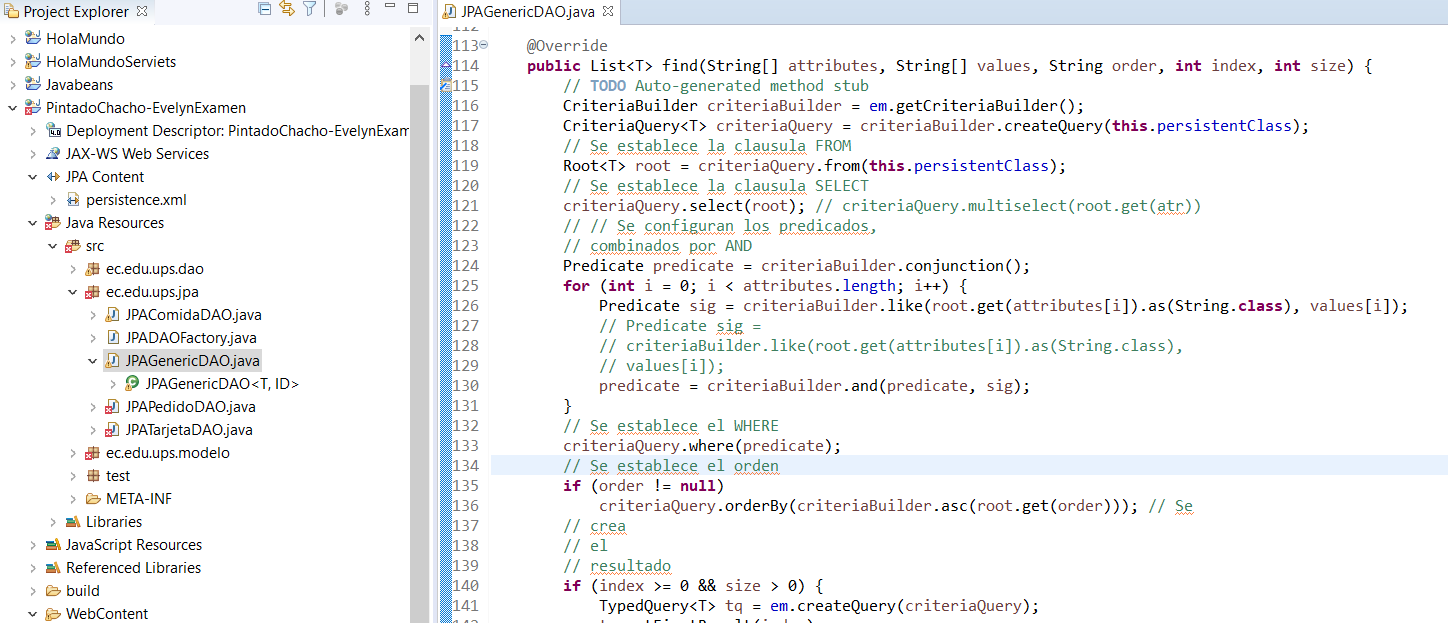 Project Explorer
HolaMundo
HolaMundoServlets
Javabeans
PintadoChacho-EvelynExamen
Deployment Descriptor: PintadoChacho-EvelynExam
JAX-WS Web Services
JPA Content
persistence.xml
Java Resources
src
ec.edu.ups.dao
ec.edu.ups.jpa
JPAComidaDAO.java
JPADAOFactory.java
JPAGenericDAO.java
JPAGenericDAO<T, ID>
JPAPedidoDAO.java
JPATarjetaDAO.java
ec.edu.ups.modelo
test
META-INF
Libraries
JavaScript Resources
Referenced Libraries
build
WebContent
JPAGenericDAO.java
112
113 @Override
114 public List<T> find(String[] attributes, String[] values, String order, int index, int size) {
115 // TODO Auto-generated method stub
116 CriteriaBuilder criteriaBuilder = em.getCriteriaBuilder();
117 CriteriaQuery<T> criteriaQuery = criteriaBuilder.createQuery(this.persistentClass);
118 // Se establece la clausula FROM
119 Root<T> root = criteriaQuery.from(this.persistentClass);
120 // Se establece la clausula SELECT
121 criteriaQuery.select(root); // criteriaQuery.multiselect(root.get(atr))
122 // // Se configuran los predicados,
123 // combinados por AND
124 Predicate predicate = criteriaBuilder.conjunction();
125 for (int i = 0; i < attributes.length; i++) {
126 Predicate sig = criteriaBuilder.like(root.get(attributes[i]).as(String.class), values[i]);
127 // Predicate sig =
128 // criteriaBuilder.like(root.get(attributes[i]).as(String.class),
129 // values[i]);
130 predicate = criteriaBuilder.and(predicate, sig);
131 }
132 // Se establece el WHERE
133 criteriaQuery.where(predicate);
134 // Se establece el orden
135 if (order != null)
136 criteriaQuery.orderBy(criteriaBuilder.asc(root.get(order))); // Se
137 // crea
138 // el
139 // resultado
140 if (index >= 0 && size > 0) {
141 TypedQuery<T> tq = em.createQuery(criteriaQuery);